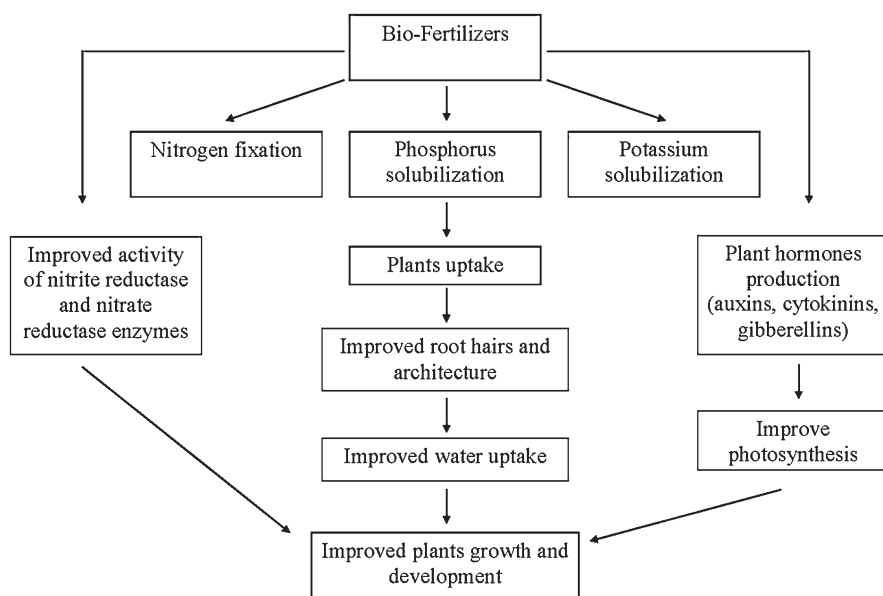 Bio-Fertilizers
Nitrogen fixation
Phosphorus
solubilization
Potassium
solubilization
Improved activity
of nitrite reductase
and nitrate
reductase enzymes
Plants uptake
Plant hormones
production
(auxins, cytokinins,
gibberellins)
Improved root hairs and
architecture
Improved water uptake
Improve
photosynthesis
Improved plants growth and
development